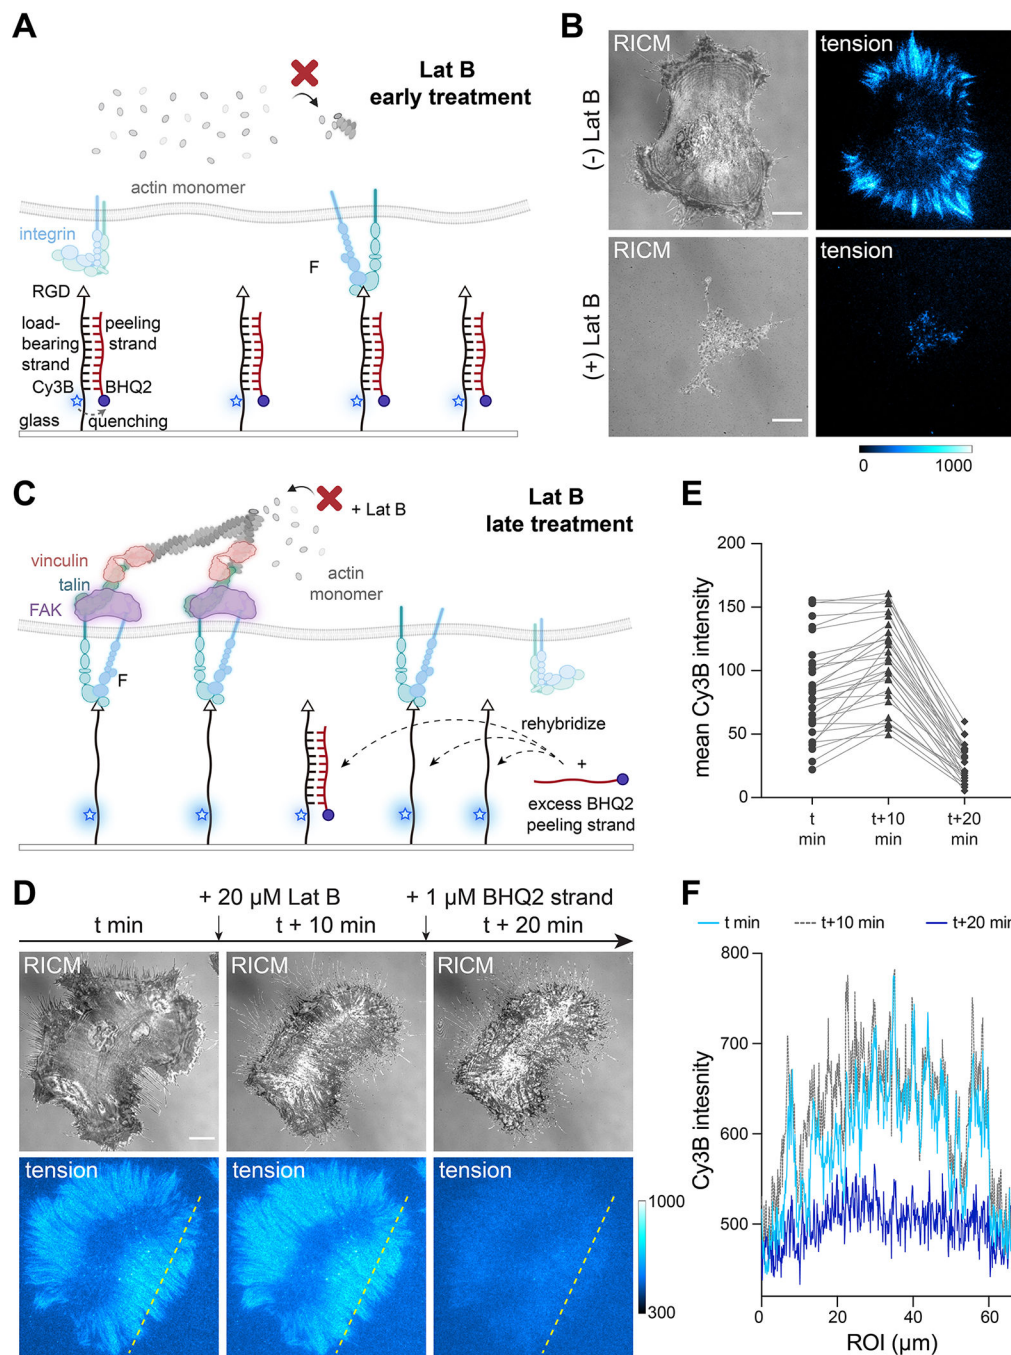 A
Lat B
early treatment
actin monomer
integrin
F
RGD
load-
bearing
strand
peeling
strand
Cy3B
BHQ2
glass
quenching
B
RICM
tension
(-) Lat B
RICM
tension
(+) Lat B
0
1000
C
Lat B
late treatment
+ Lat B
vinculin
talin
FAK
actin
monomer
F
rehybridize
+
excess BHQ2
peeling strand
D
+ 20 µM Lat B
+ 1 µM BHQ2 strand
t min
t + 10 min
t + 20 min
RICM
RICM
RICM
tension
tension
tension
1000
300
E
mean Cy3B intensity
200
150
100
50
0
t
min
t+10
min
t+20
min
F
t min
t+10 min
t+20 min
Cy3B intesnity
800
700
600
500
0
20
40
60
ROI (µm)